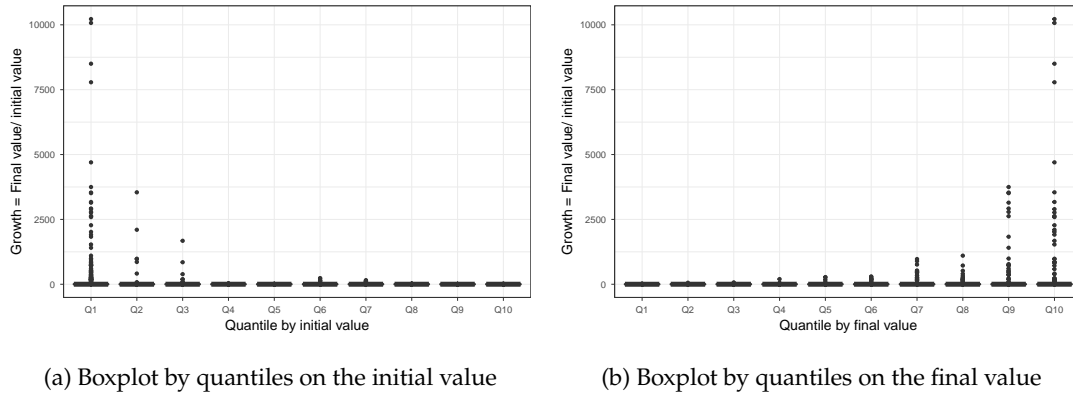 Growth = Final value/ initial value
10000
7500
5000
2500
0
Q1 Q2 Q3 Q4 Q5 Q6 Q7 Q8 Q9 Q10
Quantile by initial value
(a) Boxplot by quantiles on the initial value
Growth = Final value/ initial value
10000
7500
5000
2500
0
Q1 Q2 Q3 Q4 Q5 Q6 Q7 Q8 Q9 Q10
Quantile by final value
(b) Boxplot by quantiles on the final value